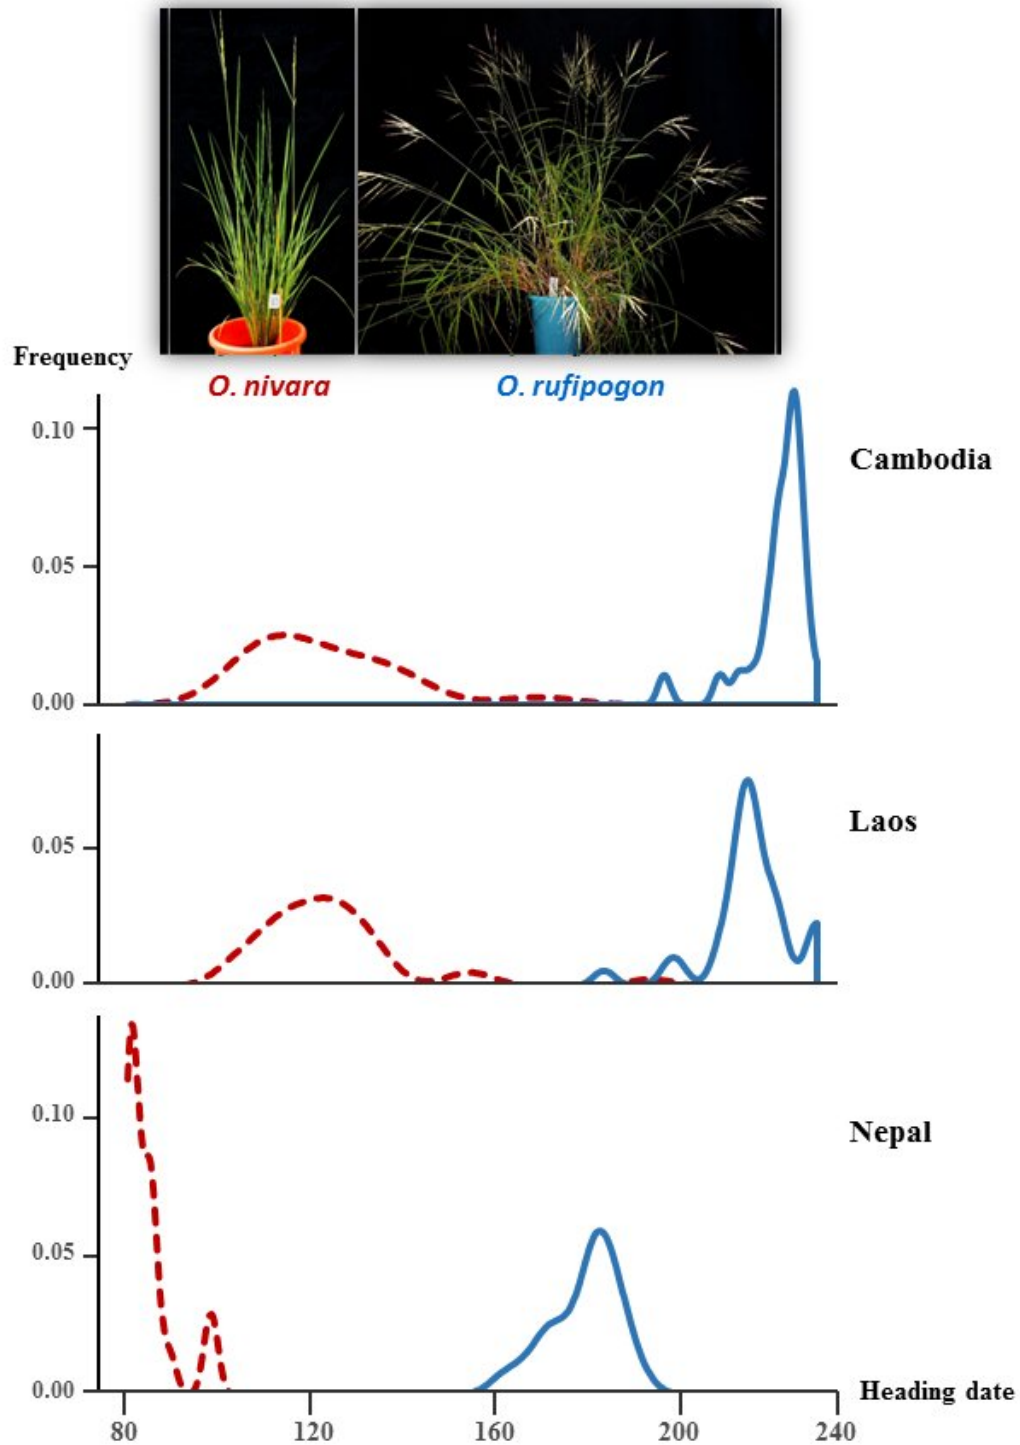 Frequency
O. nivara
O. rufipogon
0.10
Cambodia
0.05
0.00
0.05
Laos
0.00
0.10
Nepal
0.05
0.00
Heading date
80
120
160
200
240